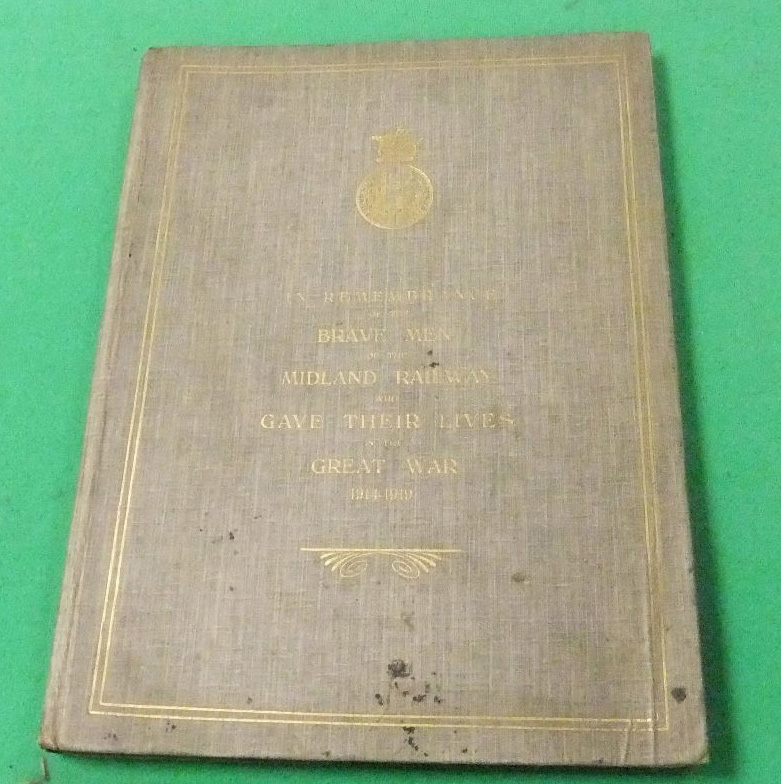 IN REMEMBRANCE
OF THE
BRAVE MEN
OF THE
MIDLAND RAILWAY
WHO
GAVE THEIR LIVES
IN THE
GREAT WAR
1914-1919